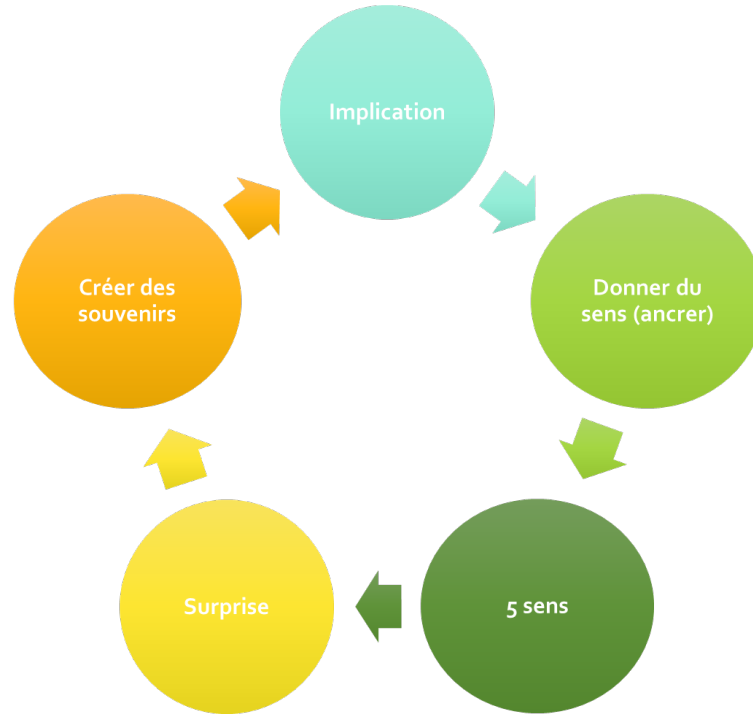 Implication
Donner du
sens (ancrer)
5 sens
Surprise
Créer des
souvenirs